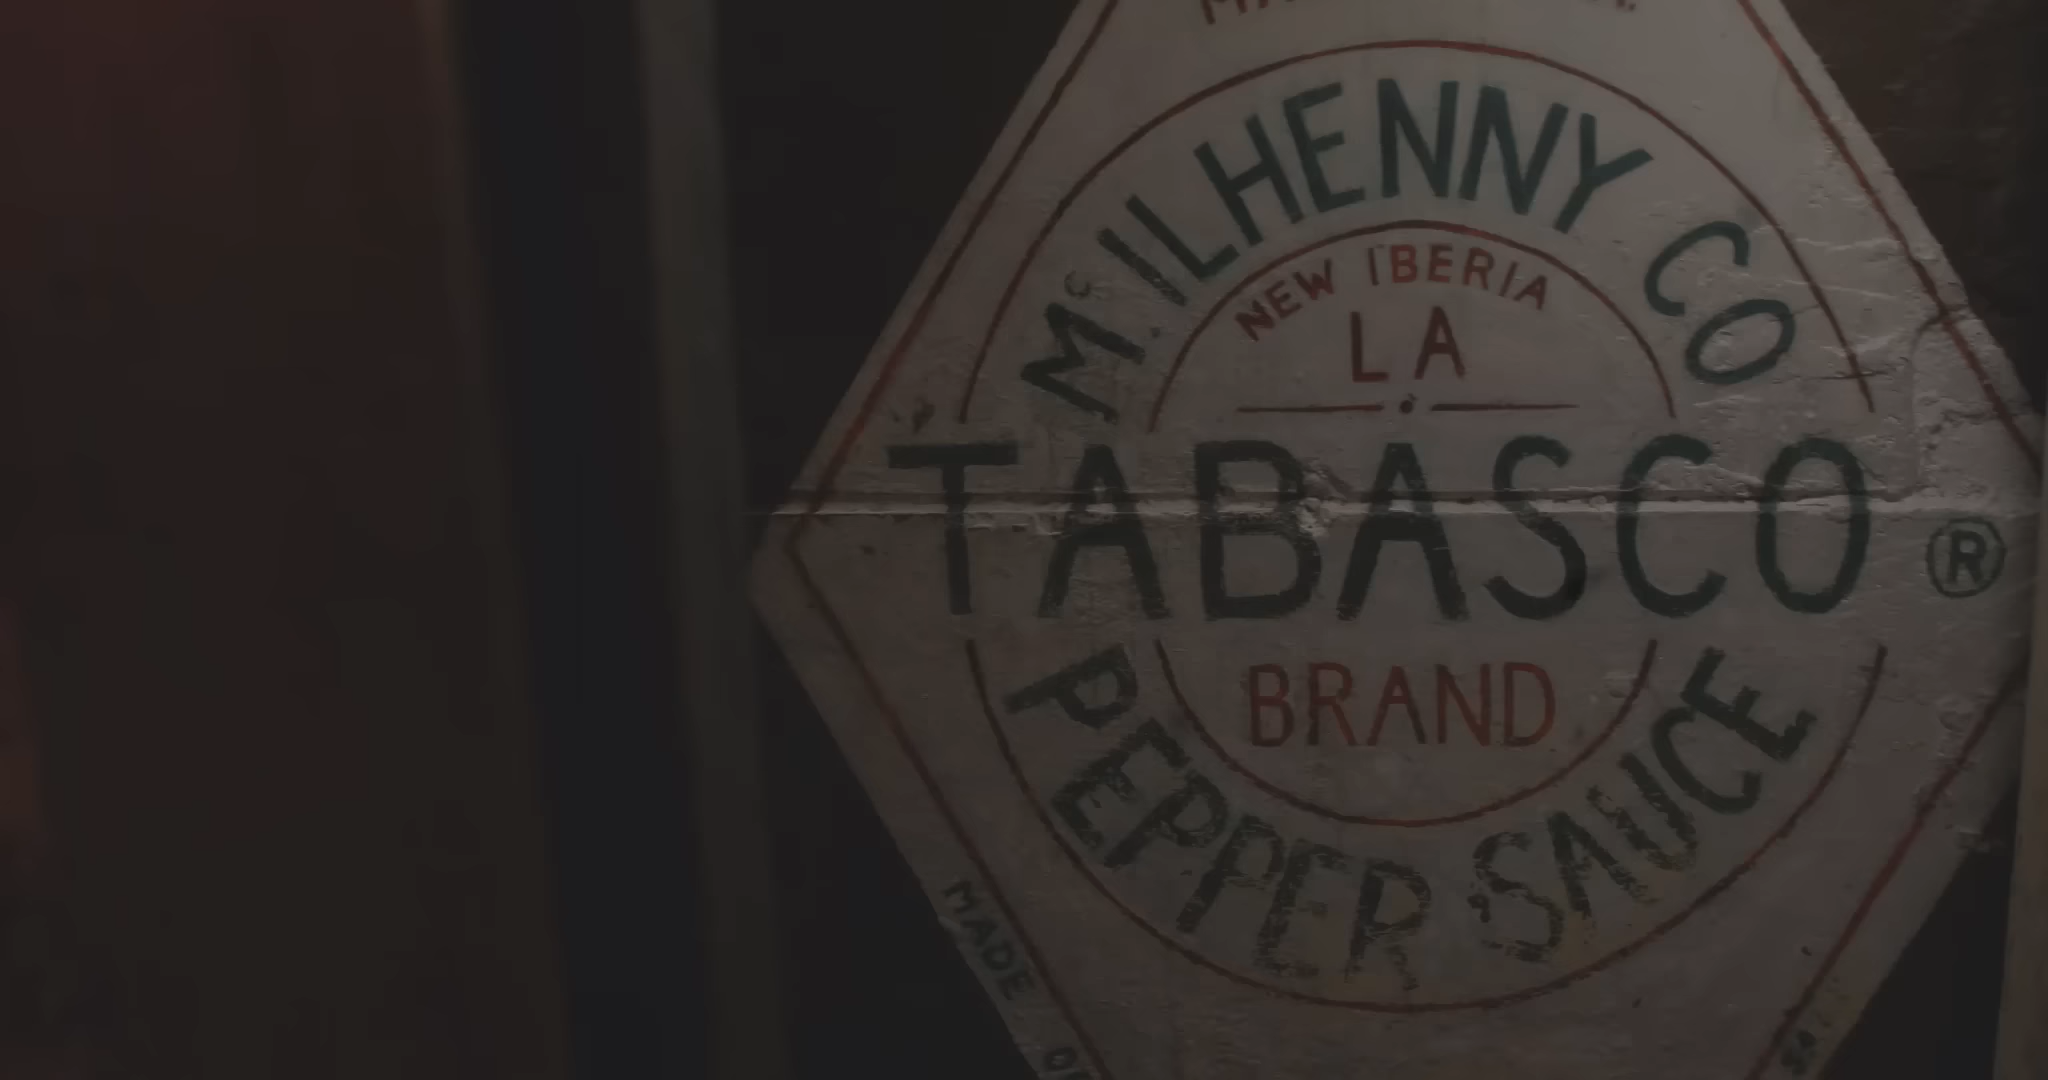 McILHENNY CO
NEW IBERIA
LA
TABASCO ®
BRAND
PEPPER SAUCE
MADE